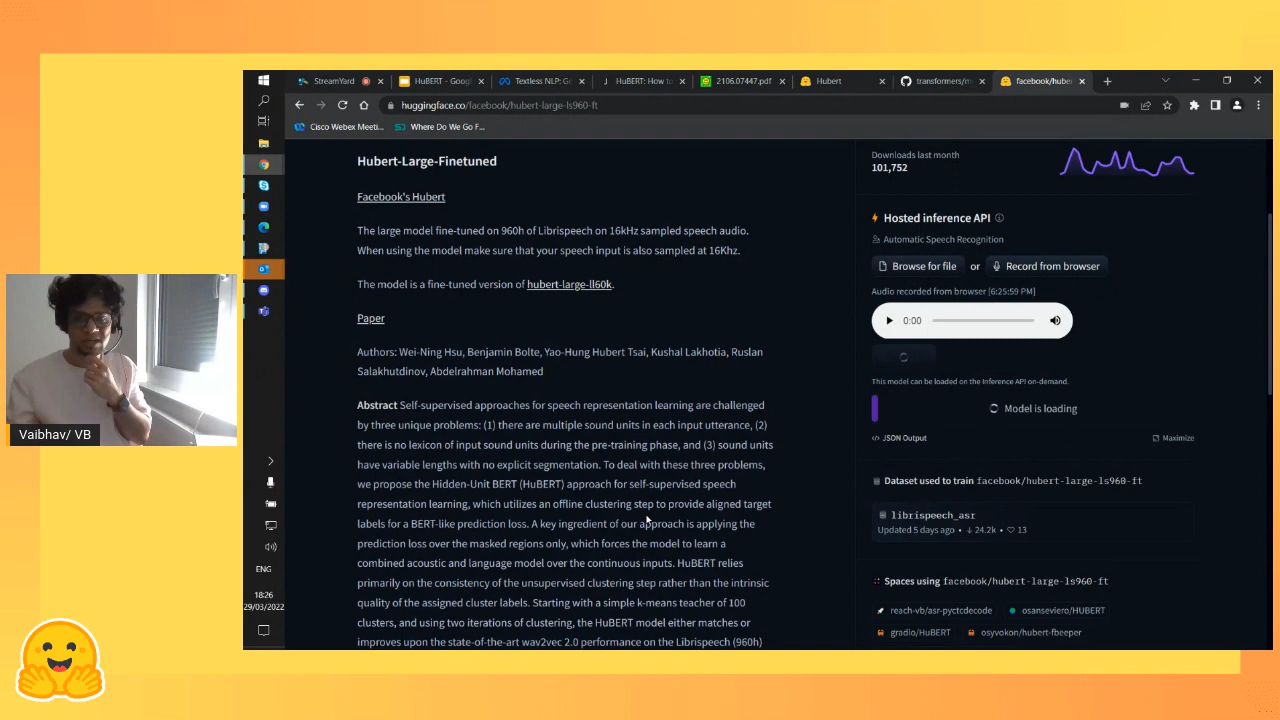 StreamYard
HuBERT - Goog
Textless NLP: Ge
HuBERT: How to
2106.07447.pdf
Hubert
transformers/m
facebook/huber
huggingface.co/facebook/hubert-large-ls960-ft
Cisco Webex Meeti...
Where Do We Go F...
Hubert-Large-Finetuned
Facebook's Hubert
The large model fine-tuned on 960h of Librispeech on 16kHz sampled speech audio.
When using the model make sure that your speech input is also sampled at 16Khz.
The model is a fine-tuned version of hubert-large-ll60k.
Paper
Authors: Wei-Ning Hsu, Benjamin Bolte, Yao-Hung Hubert Tsai, Kushal Lakhotia, Ruslan
Salakhutdinov, Abdelrahman Mohamed
Abstract Self-supervised approaches for speech representation learning are challenged
by three unique problems: (1) there are multiple sound units in each input utterance, (2)
there is no lexicon of input sound units during the pre-training phase, and (3) sound units
have variable lengths with no explicit segmentation. To deal with these three problems,
we propose the Hidden-Unit BERT (HuBERT) approach for self-supervised speech
representation learning, which utilizes an offline clustering step to provide aligned target
labels for a BERT-like prediction loss. A key ingredient of our approach is applying the
prediction loss over the masked regions only, which forces the model to learn a
combined acoustic and language model over the continuous inputs. HuBERT relies
primarily on the consistency of the unsupervised clustering step rather than the intrinsic
quality of the assigned cluster labels. Starting with a simple k-means teacher of 100
clusters, and using two iterations of clustering, the HuBERT model either matches or
improves upon the state-of-the-art wav2vec 2.0 performance on the Librispeech (960h)
Downloads last month
101,752
Hosted inference API
Automatic Speech Recognition
Browse for file or Record from browser
Audio recorded from browser [6:25:59 PM]
0:00
This model can be loaded on the Inference API on-demand.
Model is loading
</> JSON Output
Maximize
Dataset used to train facebook/hubert-large-ls960-ft
librispeech_asr
Updated 5 days ago • ↓ 24.2k • ♡ 13
Spaces using facebook/hubert-large-ls960-ft
reach-vb/asr-pyctcdecode
osanseviero/HUBERT
gradio/HuBERT
osyvokon/hubert-fbeeper
ENG
18:26
29/03/2022
Vaibhav/ VB